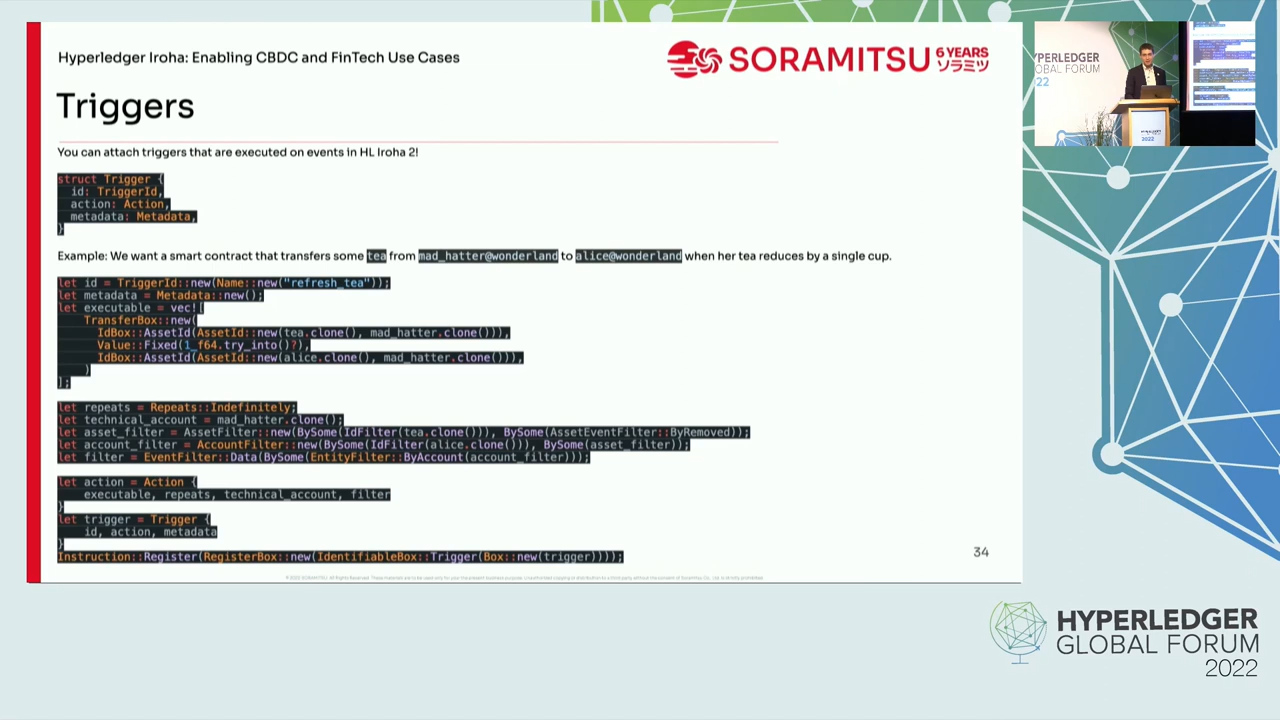 Hyperledger Iroha: Enabling CBDC and FinTech Use Cases
SORAMITSU 6 YEARS ソラミツ
Triggers
You can attach triggers that are executed on events in HL Iroha 2!
struct Trigger {
  id: TriggerId,
  action: Action,
  metadata: Metadata,
}
Example: We want a smart contract that transfers some tea from mad_hatter@wonderland to alice@wonderland when her tea reduces by a single cup.
let id = TriggerId::new(Name::new("refresh_tea"));
let metadata = Metadata::new();
let executable = vec![
    TransferBox::new(
      IdBox::AssetId(AssetId::new(tea.clone(), mad_hatter.clone())),
      Value::Fixed(1_f64.try_into()?),
      IdBox::AssetId(AssetId::new(alice.clone(), mad_hatter.clone())),
    )
];
let repeats = Repeats::Indefinitely;
let technical_account = mad_hatter.clone();
let asset_filter = AssetFilter::new(BySome(IdFilter(tea.clone())), BySome(AssetEventFilter::ByRemoved));
let account_filter = AccountFilter::new(BySome(IdFilter(alice.clone())), BySome(asset_filter));
let filter = EventFilter::Data(BySome(EntityFilter::ByAccount(account_filter)));
let action = Action {
    executable, repeats, technical_account, filter
}
let trigger = Trigger {
    id, action, metadata
}
Instruction::Register(RegisterBox::new(IdentifiableBox::Trigger(Box::new(trigger))));
34
HYPERLEDGER
GLOBAL FORUM
2022